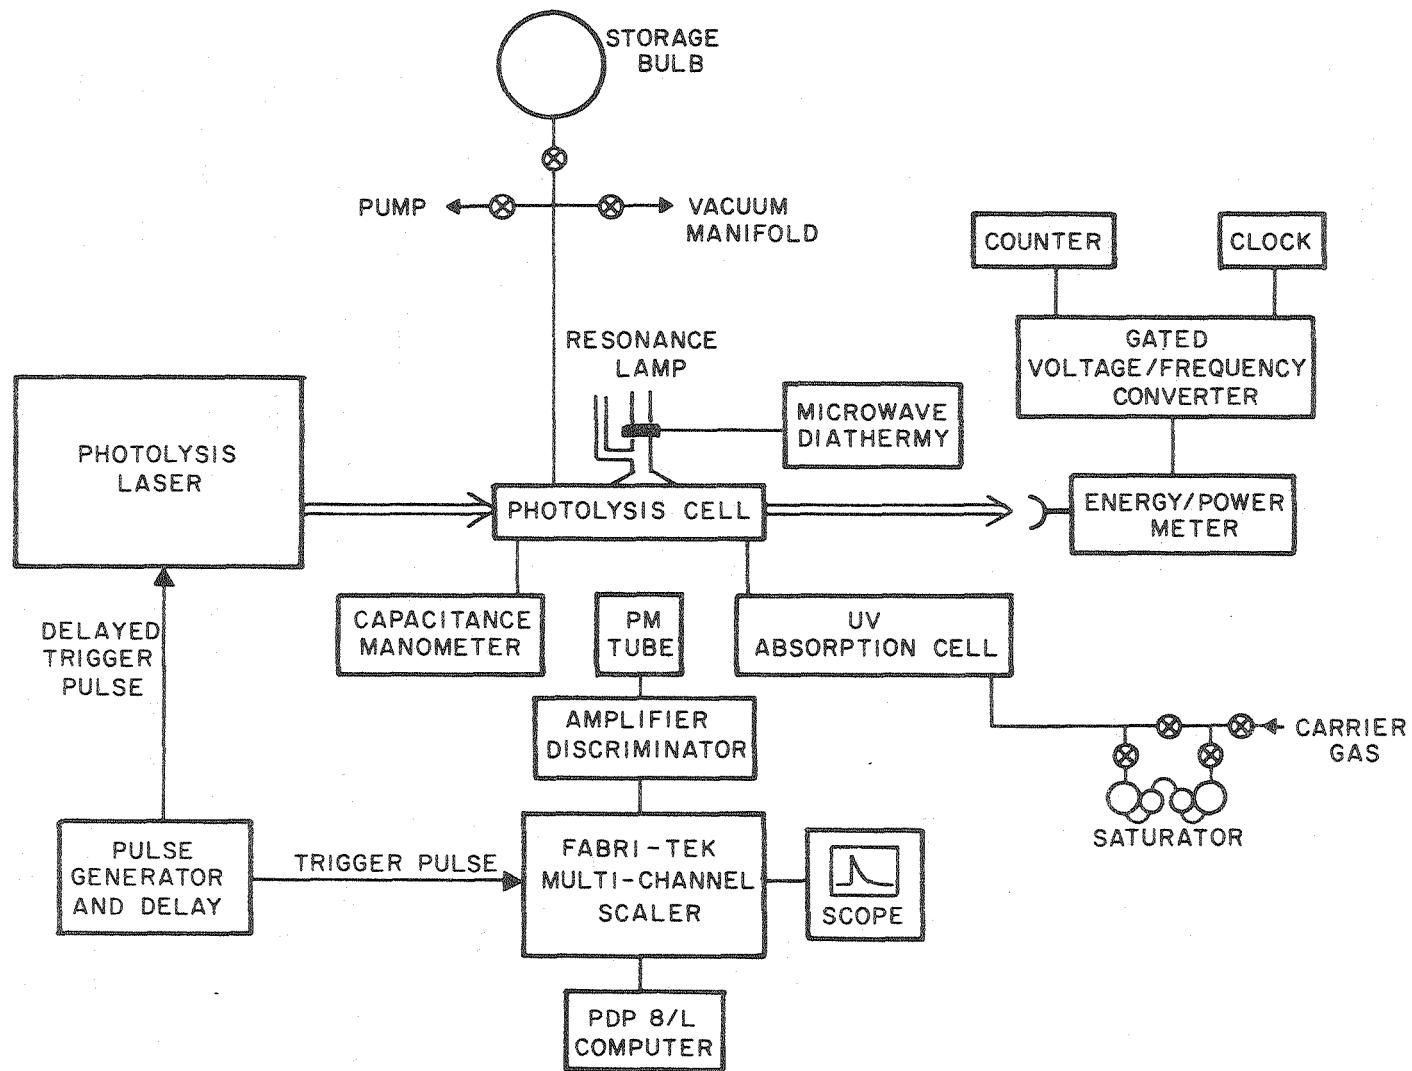 STORAGE
BULB
PUMP
VACUUM
MANIFOLD
COUNTER
CLOCK
GATED
VOLTAGE/FREQUENCY
CONVERTER
RESONANCE
LAMP
MICROWAVE
DIATHERMY
PHOTOLYSIS
LASER
PHOTOLYSIS CELL
ENERGY/POWER
METER
DELAYED
TRIGGER
PULSE
CAPACITANCE
MANOMETER
PM
TUBE
UV
ABSORPTION CELL
AMPLIFIER
DISCRIMINATOR
CARRIER
GAS
SATURATOR
PULSE
GENERATOR
AND DELAY
TRIGGER PULSE
FABRI-TEK
MULTI-CHANNEL
SCALER
SCOPE
PDP 8/L
COMPUTER